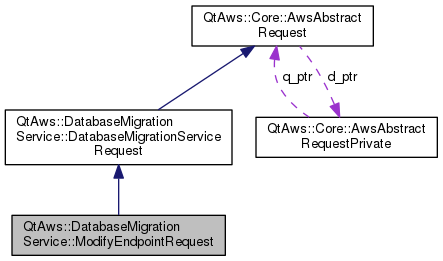 QtAws::Core::AwsAbstract
Request
q_ptr
d_ptr
QtAws::DatabaseMigration
Service::DatabaseMigrationService
Request
QtAws::Core::AwsAbstract
RequestPrivate
QtAws::DatabaseMigration
Service::ModifyEndpointRequest